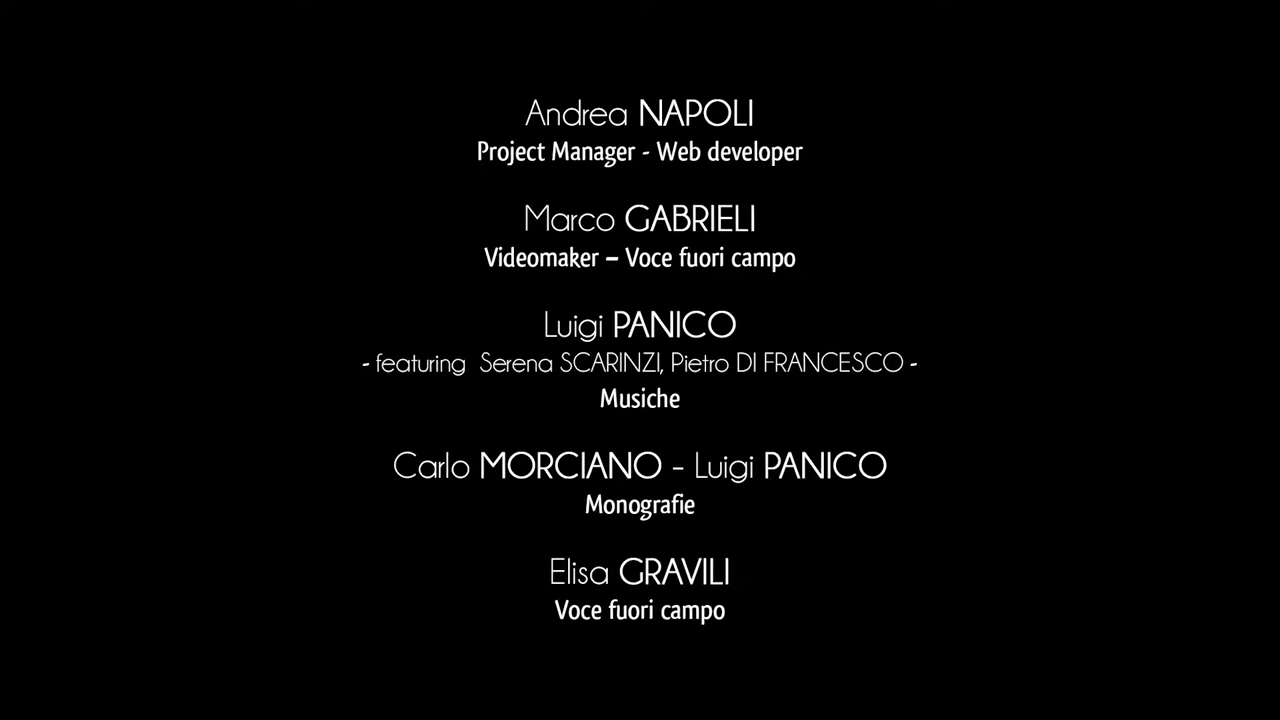 Andrea NAPOLI
Project Manager - Web developer
Marco GABRIELI
Videomaker – Voce fuori campo
Luigi PANICO
- featuring  Serena SCARINZI, Pietro DI FRANCESCO -
Musiche
Carlo MORCIANO - Luigi PANICO
Monografie
Elisa GRAVILI
Voce fuori campo